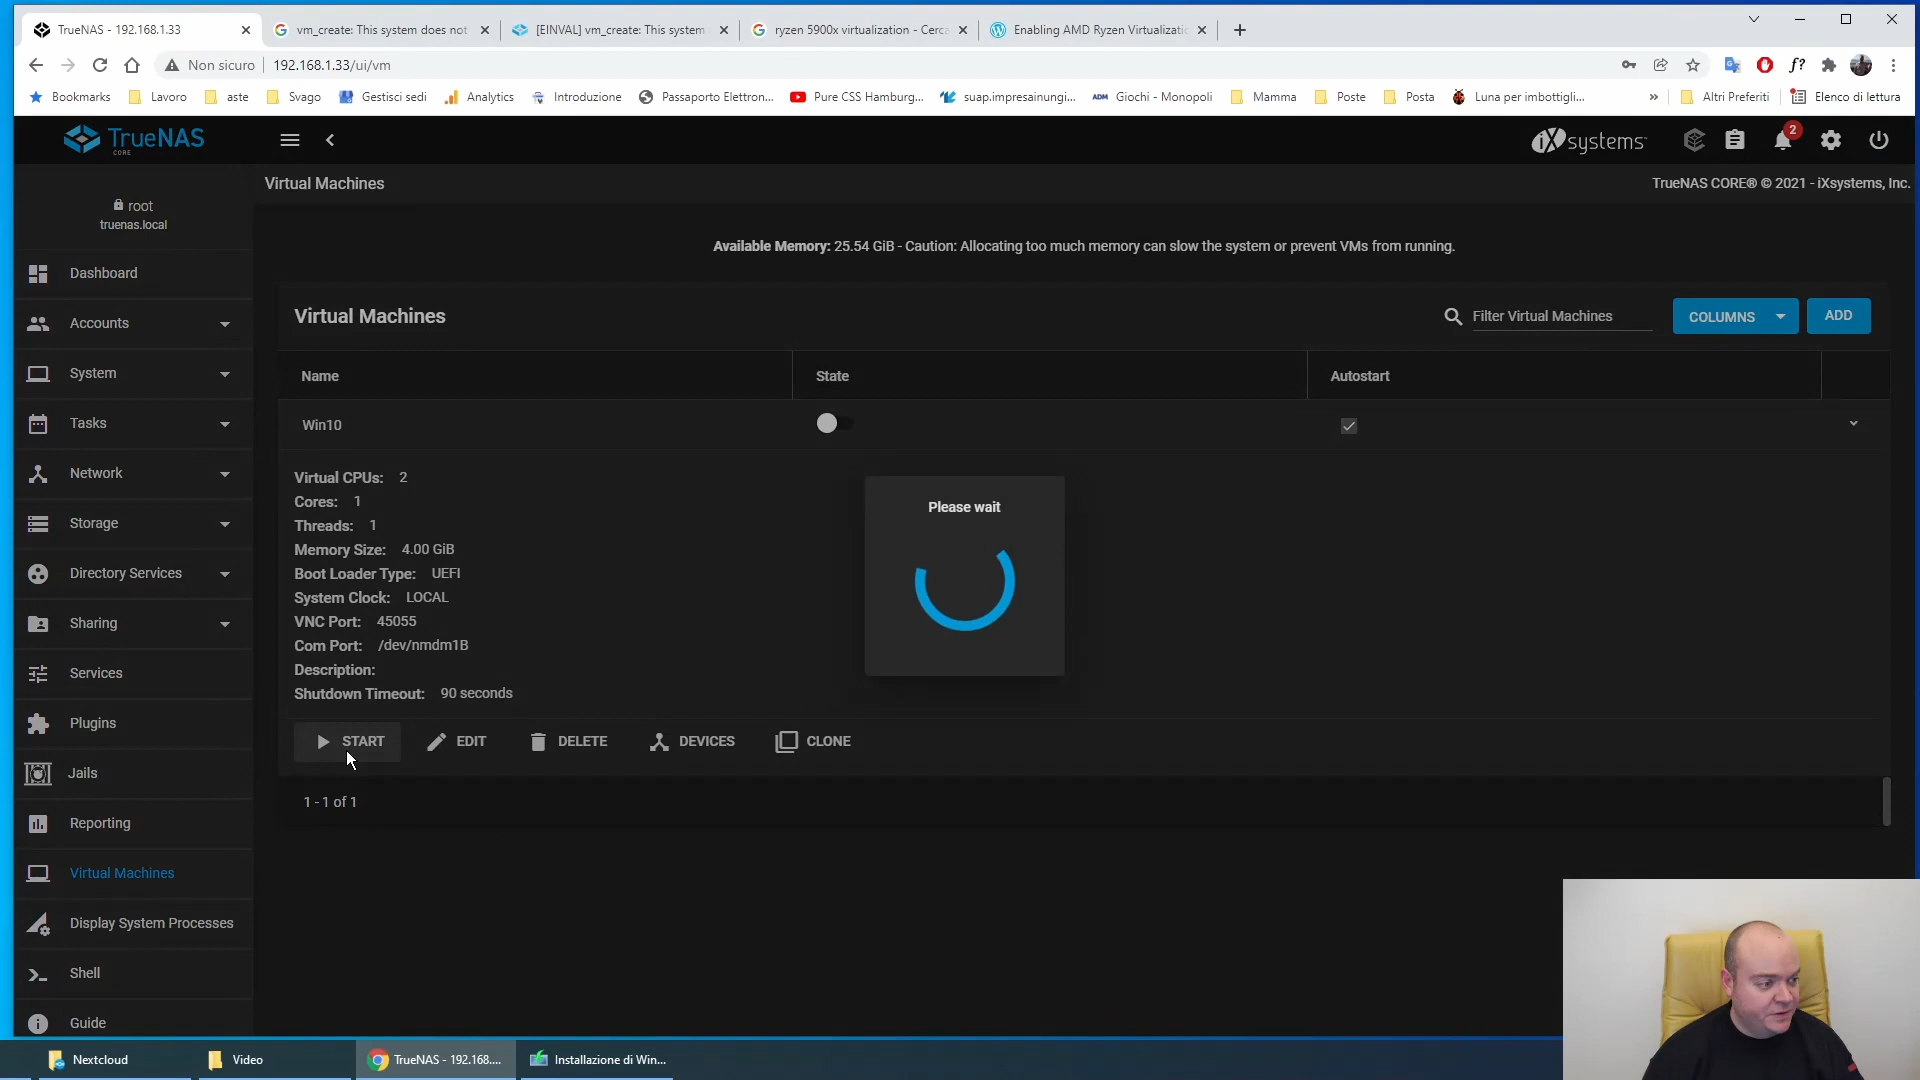 TrueNAS - 192.168.1.33
vm_create: This system does not
[EINVAL] vm_create: This system
ryzen 5900x virtualization - Cerca
Enabling AMD Ryzen Virtualizatio
Non sicuro
192.168.1.33/ui/vm
f?
Bookmarks
Lavoro
aste
Svago
Gestisci sedi
Analytics
Introduzione
Passaporto Elettron...
Pure CSS Hamburg...
suap.impresainungi...
ADM
Giochi - Monopoli
Mamma
Poste
Posta
Luna per imbottigli...
»
Altri Preferiti
Elenco di lettura
TrueNAS
CORE
iXsystems
2
root
truenas.local
Virtual Machines
TrueNAS CORE® © 2021 - iXsystems, Inc.
Dashboard
Accounts
System
Tasks
Network
Storage
Directory Services
Sharing
Services
Plugins
Jails
Reporting
Virtual Machines
Display System Processes
Shell
Guide
Available Memory: 25.54 GiB - Caution: Allocating too much memory can slow the system or prevent VMs from running.
Virtual Machines
Filter Virtual Machines
COLUMNS
ADD
Name
State
Autostart
Win10
Virtual CPUs: 2
Cores: 1
Threads: 1
Memory Size: 4.00 GiB
Boot Loader Type: UEFI
System Clock: LOCAL
VNC Port: 45055
Com Port: /dev/nmdm1B
Description:
Shutdown Timeout: 90 seconds
Please wait
START
EDIT
DELETE
DEVICES
CLONE
1 - 1 of 1
Nextcloud
Video
TrueNAS - 192.168....
Installazione di Win...